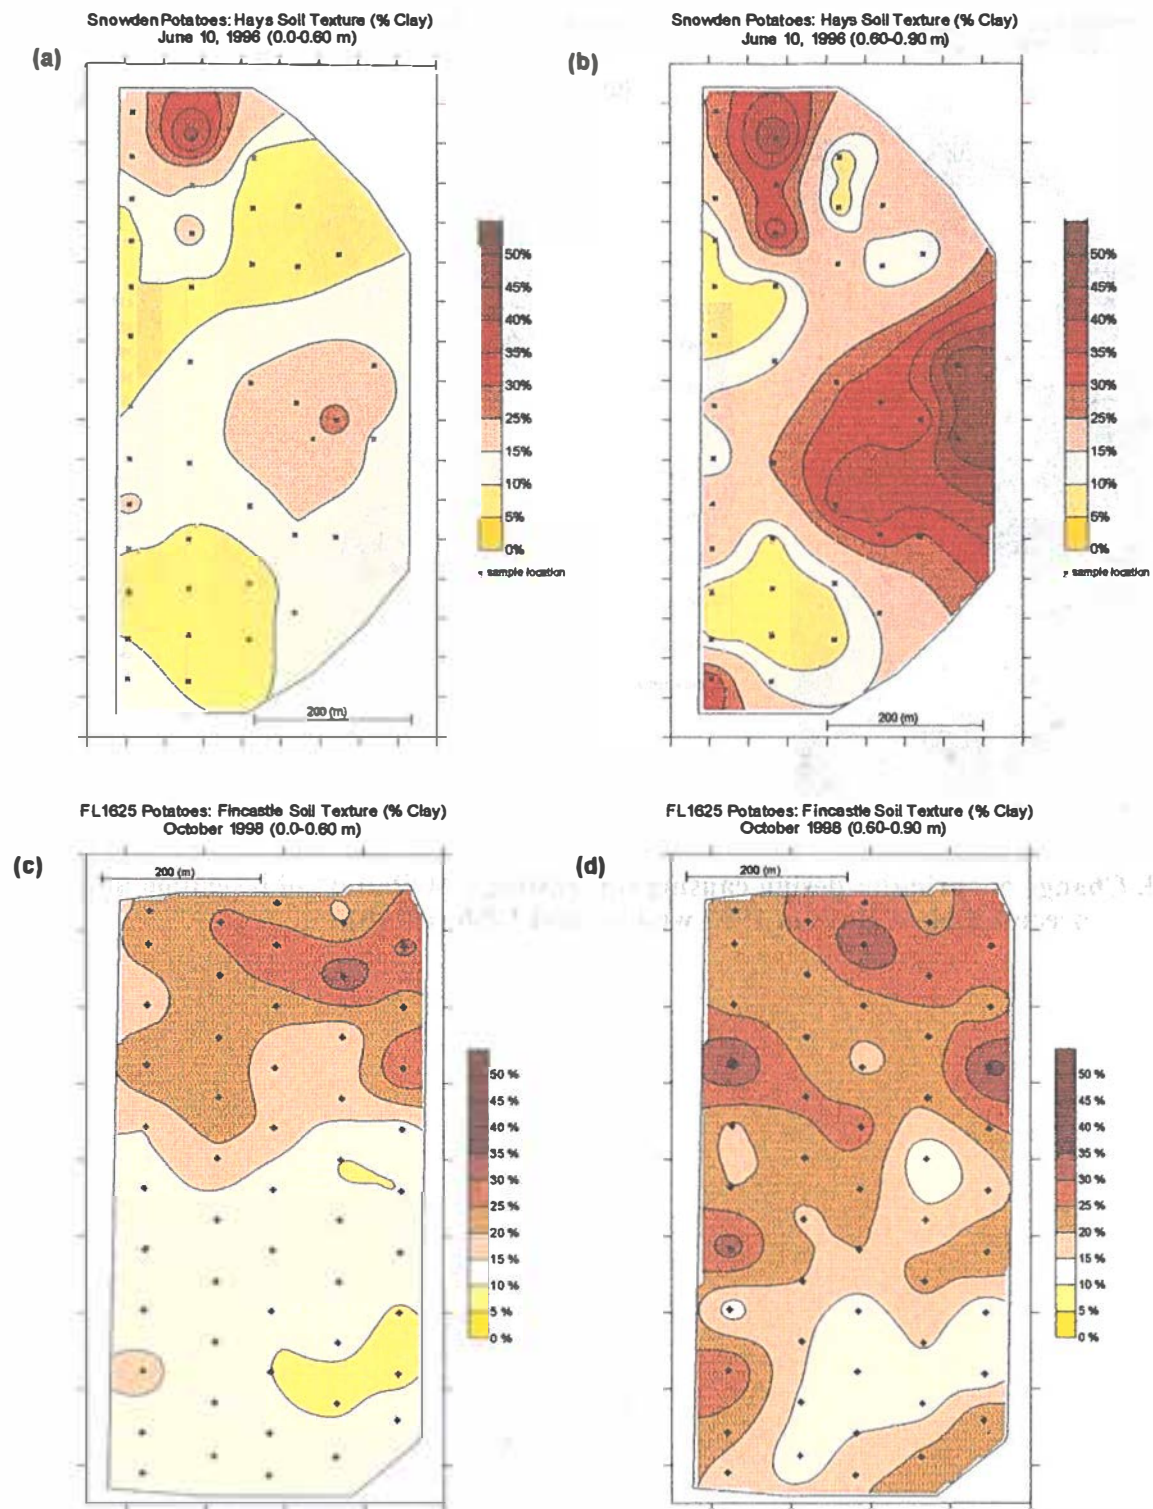 Snowden Potatoes: Hays Soil Texture (% Clay)
June 10, 1996 (0.0-0.60 m)
(a)
50%
45%
40%
35%
30%
25%
15%
10%
5%
0%
sample location
200 (m)
Snowden Potatoes: Hays Soil Texture (% Clay)
June 10, 1996 (0.60-0.90 m)
(b)
50%
45%
40%
35%
30%
25%
15%
10%
5%
0%
sample location
200 (m)
FL1625 Potatoes: Fincastle Soil Texture (% Clay)
October 1998 (0.0-0.60 m)
(c)
200 (m)
50 %
45 %
40 %
35 %
30 %
25 %
20 %
15 %
10 %
5 %
0 %
FL1625 Potatoes: Fincastle Soil Texture (% Clay)
October 1998 (0.60-0.90 m)
(d)
200 (m)
50 %
45 %
40 %
35 %
30 %
25 %
20 %
15 %
10 %
5 %
0 %